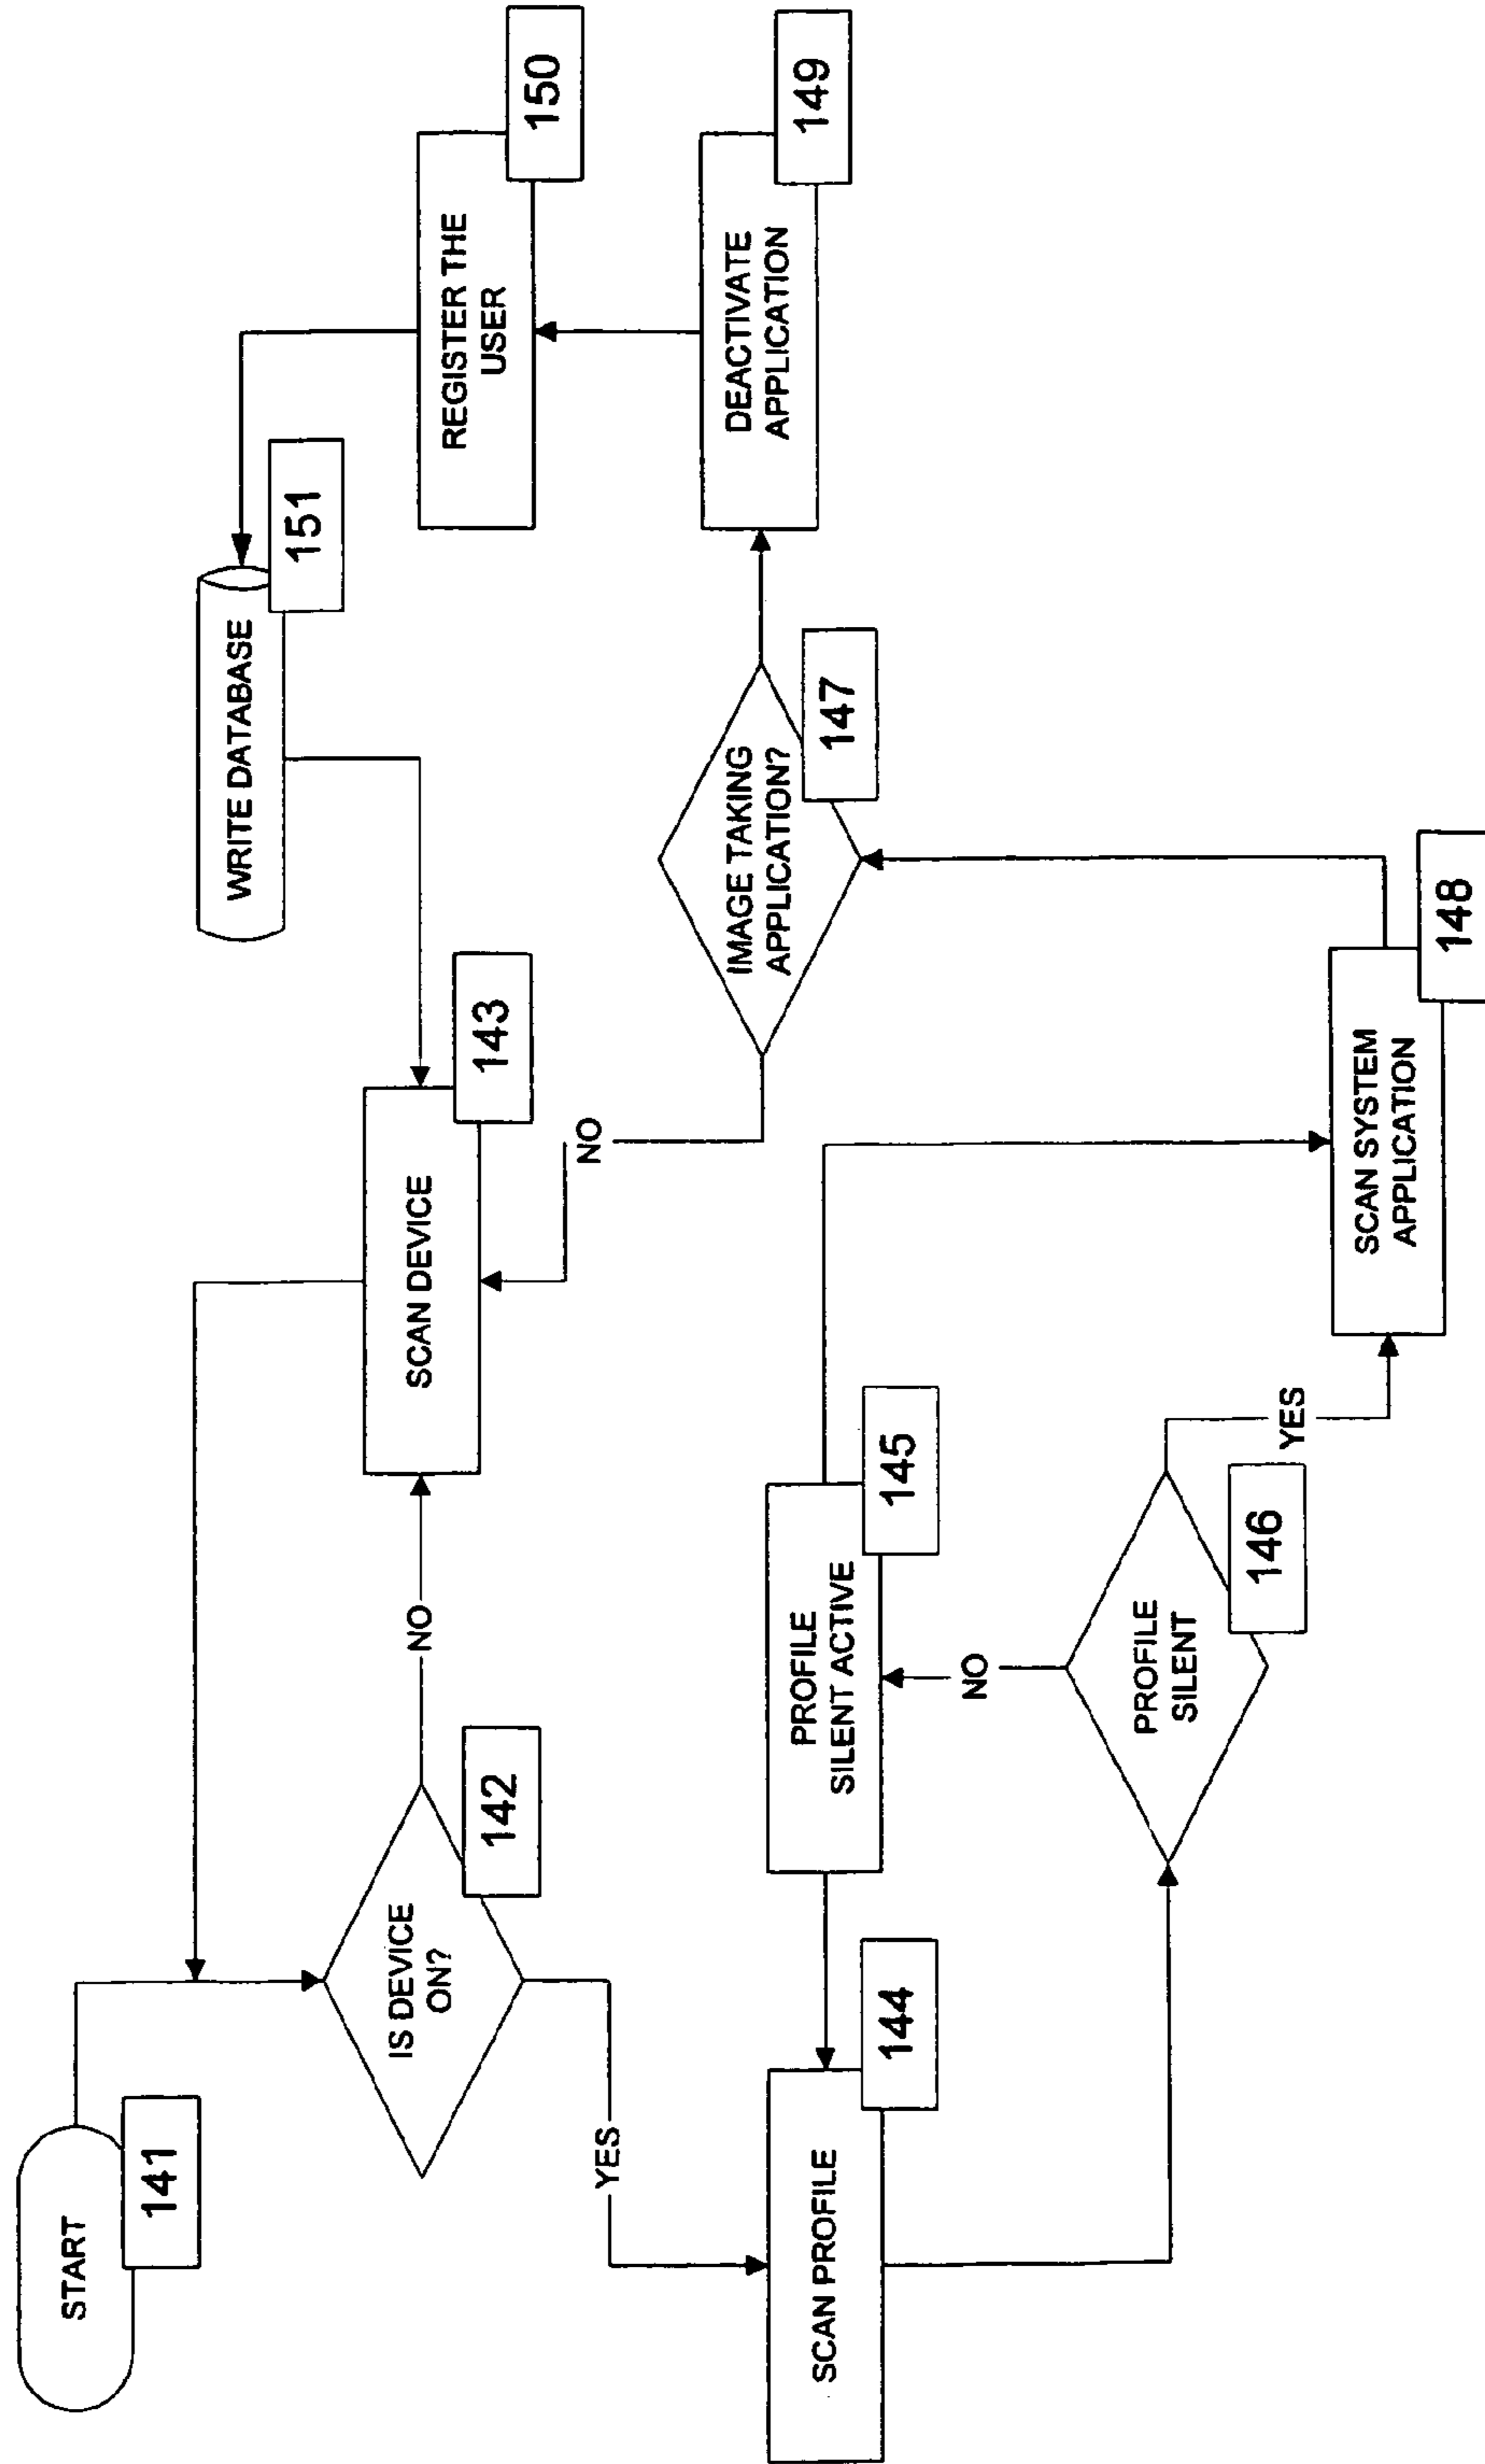 START
141
IS DEVICE
ON?
142
NO
YES
SCAN DEVICE
143
WRITE DATABASE
151
REGISTER THE
USER
150
SCAN PROFILE
144
PROFILE
SILENT ACTIVE
145
NO
IMAGE TAKING
APPLICATION?
147
DEACTIVATE
APPLICATION
149
NO
PROFILE
SILENT
146
YES
SCAN SYSTEM
APPLICATION
148